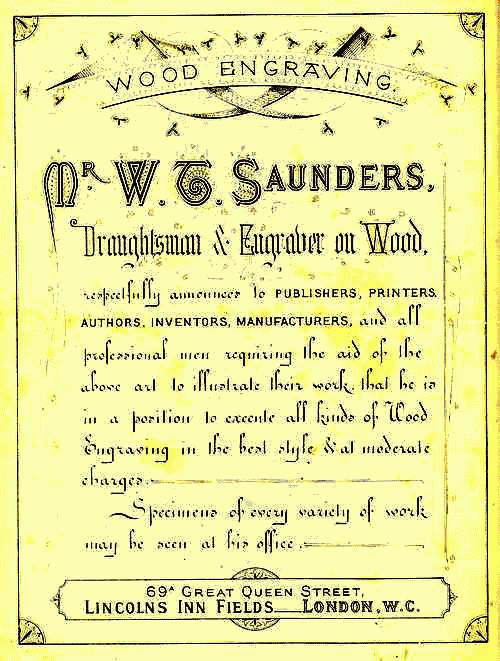 WOOD ENGRAVING.
MR. W. T. SAUNDERS,
Draughtsman & Engraver on Wood,
respectfully announces to PUBLISHERS, PRINTERS,
AUTHORS, INVENTORS, MANUFACTURERS, and all
professional men requiring the aid of the
above art to illustrate their work, that he is
in a position to execute all kinds of Wood
Engraving in the best style & at moderate
charges.
Specimens of every variety of work
may be seen at his office.
69A GREAT QUEEN STREET,
LINCOLNS INN FIELDS LONDON, W.C.